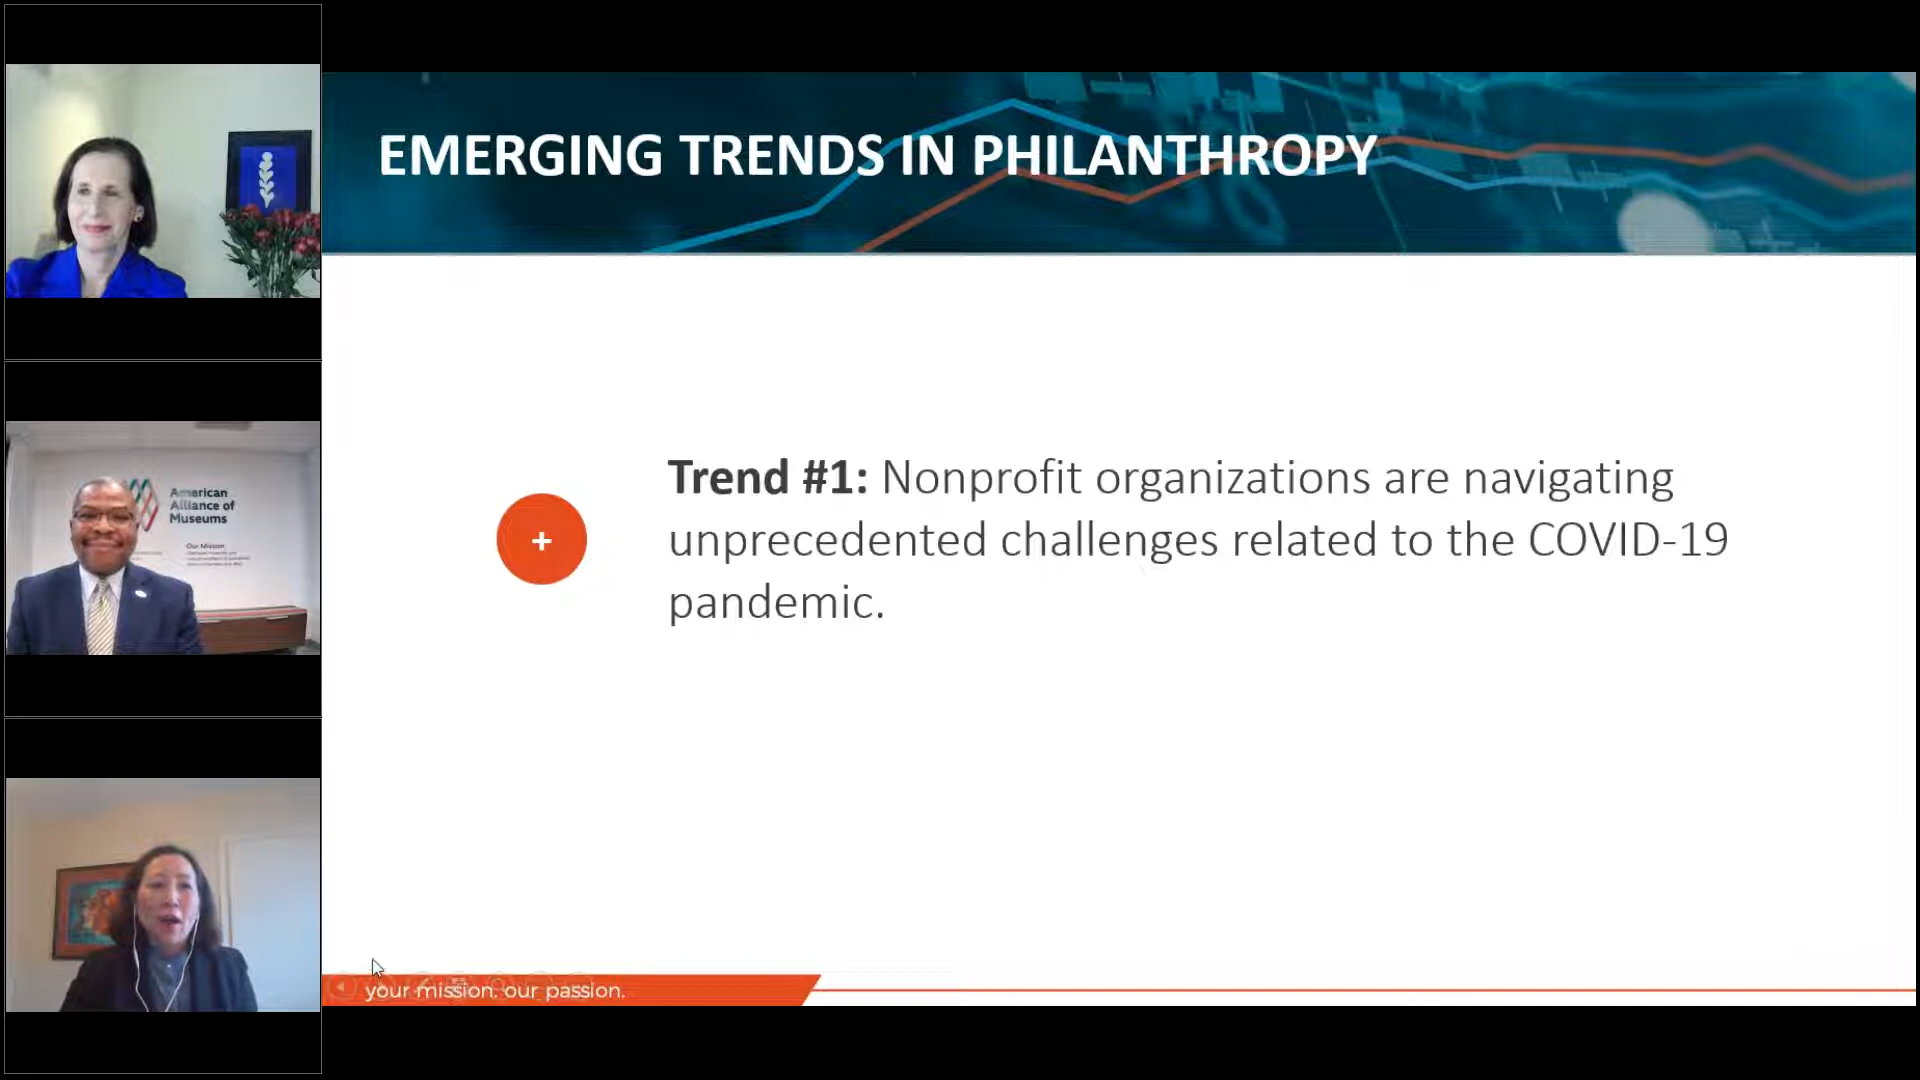 EMERGING TRENDS IN PHILANTHROPY
American
Alliance of
Museums
Our Mission
+
Trend #1: Nonprofit organizations are navigating
unprecedented challenges related to the COVID-19
pandemic.
your mission. our passion.